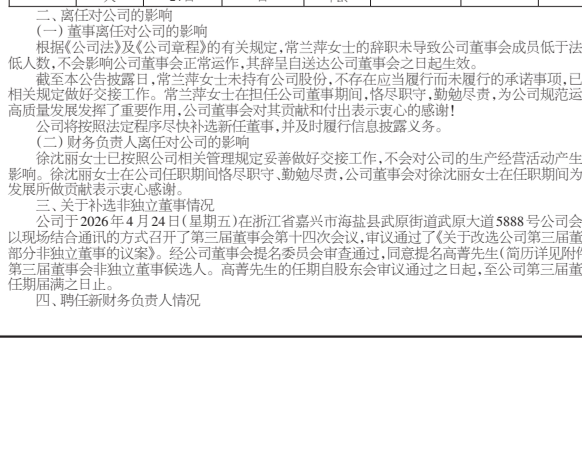 二、离任对公司的影响
(一)董事离任对公司的影响
根据《公司法》及《公司章程》的有关规定,常兰萍女士的辞职未导致公司董事会成员低于法
低人数,不会影响公司董事会正常运作,其辞呈自送达公司董事会之日起生效。
截至本公告披露日,常兰萍女士未持有公司股份,不存在应当履行而未履行的承诺事项,已
相关规定做好交接工作。常兰萍女士在担任公司董事期间,恪尽职守,勤勉尽责,为公司规范运
高质量发展发挥了重要作用,公司董事会对其贡献和付出表示衷心的感谢!
公司将按照法定程序尽快补选新任董事,并及时履行信息披露义务。
(二)财务负责人离任对公司的影响
徐沈丽女士已按照公司相关管理规定妥善做好交接工作,不会对公司的生产经营活动产生
影响。徐沈丽女士在公司任职期间恪尽职守、勤勉尽责,公司董事会对徐沈丽女士在任职期间为
发展所做贡献表示衷心感谢。
三、关于补选非独立董事情况
公司于2026年4月24日(星期五)在浙江省嘉兴市海盐县武原街道武原大道5888号公司会
以现场结合通讯的方式召开了第三届董事会第十四次会议,审议通过了《关于改选公司第三届董
部分非独立董事的议案》。经公司董事会提名委员会审查通过,同意提名高菁先生(简历详见附件
第三届董事会非独立董事候选人。高菁先生的任期自股东会审议通过之日起,至公司第三届董
任期届满之日止。
四、聘任新财务负责人情况